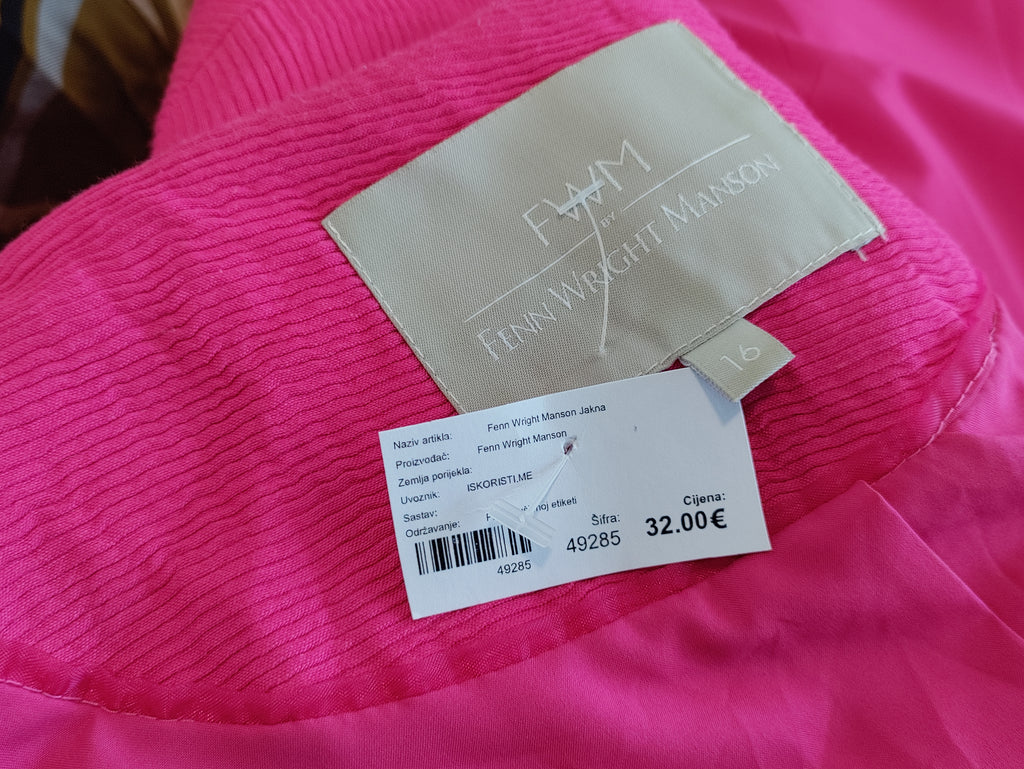 FWM
BY
FENN WRIGHT MANSON
16
Naziv artikla: Fenn Wright Manson Jakna
Proizvođač: Fenn Wright Manson
Zemlja porijekla:
Uvoznik: ISKORISTI.ME
Sastav:
Održavanje: etiketi
Šifra: Cijena:
49285 32.00€
49285